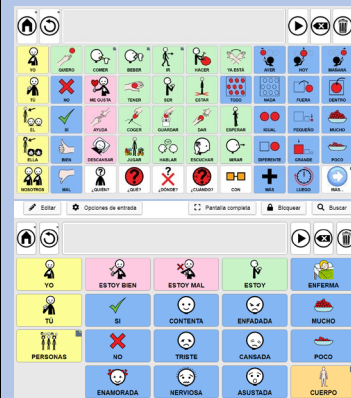 YO QUIERO COMER BEBER IR HACER YA ESTÁ AYER HOY MAÑANA
TÚ NO ME GUSTA TENER SER ESTAR TODO NADA FUERA DENTRO
ÉL SÍ AYUDA COGER GUARDAR DAR ESPERAR IGUAL PEQUEÑO MUCHO
ELLA BIEN DESCANSAR JUGAR HABLAR ESCUCHAR MIRAR DIFERENTE GRANDE POCO
NOSOTROS MAL ¿QUIÉN? ¿QUÉ? ¿DÓNDE? ¿CUÁNDO? CON MÁS LUEGO MÁS...
Editar Opciones de entrada Pantalla completa Bloquear Buscar
YO ESTOY BIEN ESTOY MAL ESTOY ENFERMA
TÚ SI CONTENTA ENFADADA MUCHO
PERSONAS NO TRISTE CANSADA POCO
ENAMORADA NERVIOSA ASUSTADA CUERPO